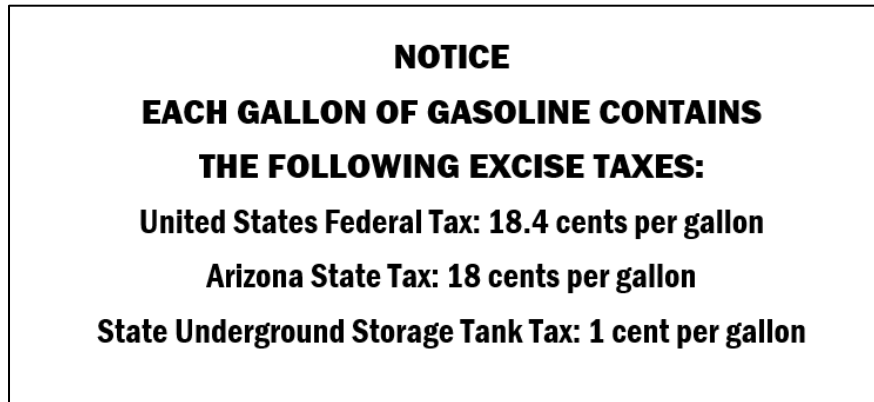 NOTICE
EACH GALLON OF GASOLINE CONTAINS
THE FOLLOWING EXCISE TAXES:
United States Federal Tax: 18.4 cents per gallon
Arizona State Tax: 18 cents per gallon
State Underground Storage Tank Tax: 1 cent per gallon